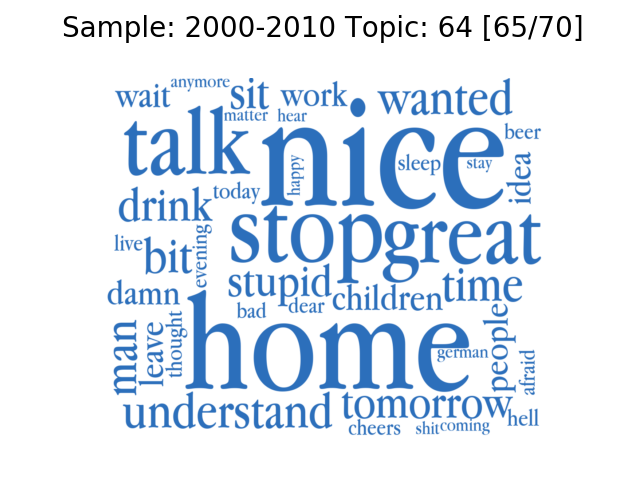 Sample: 2000-2010 Topic: 64 [65/70]
wait anymore sit work wanted
matter hear
talk nice beer
happy sleep stay idea
drink today
stop great
live bit evening
stupid time
damn bad dear children
home
man leave thought german people afraid
understand tomorrow hell
cheers shit coming